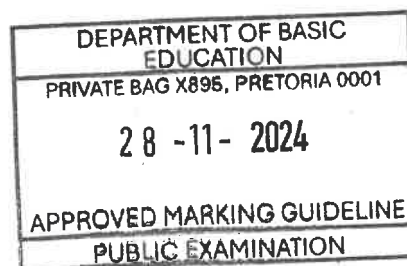 DEPARTMENT OF BASIC
EDUCATION
PRIVATE BAG X895, PRETORIA 0001
28 -11- 2024
APPROVED MARKING GUIDELINE
PUBLIC EXAMINATION